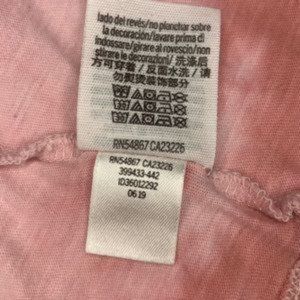 lado del revés/no planchar sobre
la decoración/lavare prima di
indossare/girare al rovescio/non
stirare le decorazioni/洗涤后
方可穿着/反面水洗/请
勿熨烫装饰部分
RN54867 CA23226
RN54867 CA23226
399433-442
ID36012292
06 19